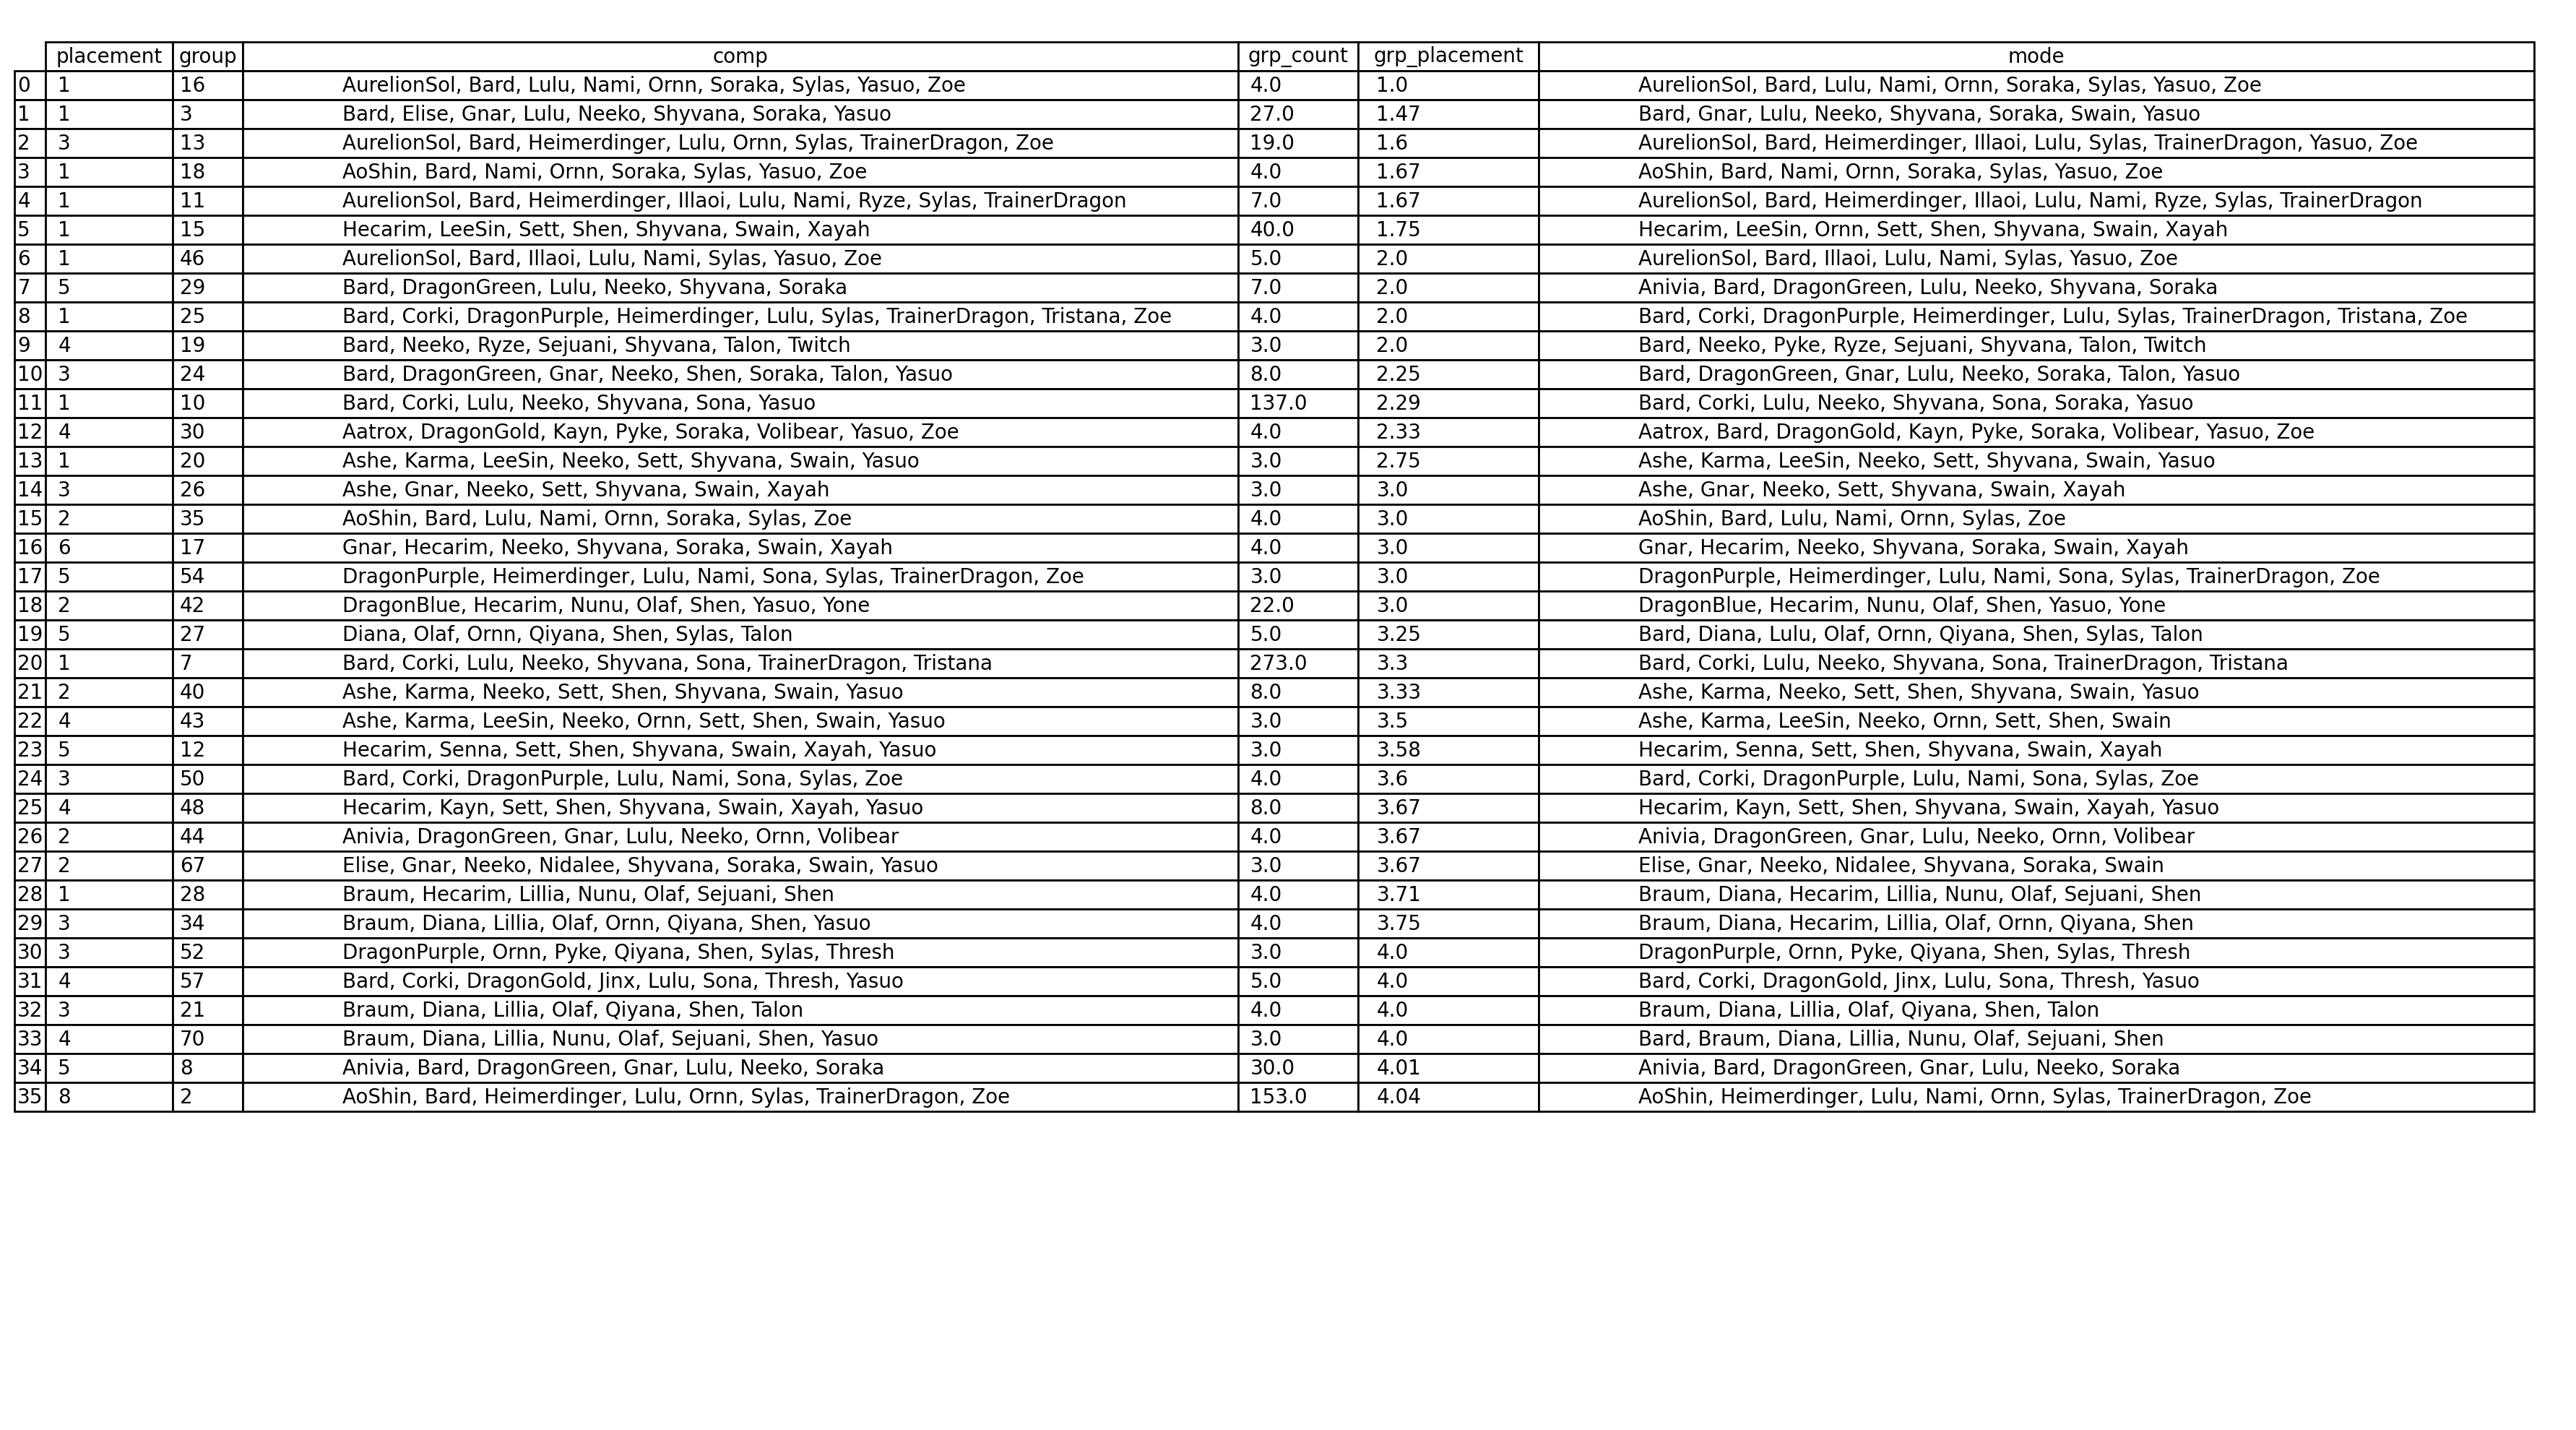 placement group comp grp_count grp_placement mode
0 1 16 AurelionSol, Bard, Lulu, Nami, Ornn, Soraka, Sylas, Yasuo, Zoe 4.0 1.0 AurelionSol, Bard, Lulu, Nami, Ornn, Soraka, Sylas, Yasuo, Zoe
1 1 3 Bard, Elise, Gnar, Lulu, Neeko, Shyvana, Soraka, Yasuo 27.0 1.47 Bard, Gnar, Lulu, Neeko, Shyvana, Soraka, Swain, Yasuo
2 3 13 AurelionSol, Bard, Heimerdinger, Lulu, Ornn, Sylas, TrainerDragon, Zoe 19.0 1.6 AurelionSol, Bard, Heimerdinger, Illaoi, Lulu, Sylas, TrainerDragon, Yasuo, Zoe
3 1 18 AoShin, Bard, Nami, Ornn, Soraka, Sylas, Yasuo, Zoe 4.0 1.67 AoShin, Bard, Nami, Ornn, Soraka, Sylas, Yasuo, Zoe
4 1 11 AurelionSol, Bard, Heimerdinger, Illaoi, Lulu, Nami, Ryze, Sylas, TrainerDragon 7.0 1.67 AurelionSol, Bard, Heimerdinger, Illaoi, Lulu, Nami, Ryze, Sylas, TrainerDragon
5 1 15 Hecarim, LeeSin, Sett, Shen, Shyvana, Swain, Xayah 40.0 1.75 Hecarim, LeeSin, Ornn, Sett, Shen, Shyvana, Swain, Xayah
6 1 46 AurelionSol, Bard, Illaoi, Lulu, Nami, Sylas, Yasuo, Zoe 5.0 2.0 AurelionSol, Bard, Illaoi, Lulu, Nami, Sylas, Yasuo, Zoe
7 5 29 Bard, DragonGreen, Lulu, Neeko, Shyvana, Soraka 7.0 2.0 Anivia, Bard, DragonGreen, Lulu, Neeko, Shyvana, Soraka
8 1 25 Bard, Corki, DragonPurple, Heimerdinger, Lulu, Sylas, TrainerDragon, Tristana, Zoe 4.0 2.0 Bard, Corki, DragonPurple, Heimerdinger, Lulu, Sylas, TrainerDragon, Tristana, Zoe
9 4 19 Bard, Neeko, Ryze, Sejuani, Shyvana, Talon, Twitch 3.0 2.0 Bard, Neeko, Pyke, Ryze, Sejuani, Shyvana, Talon, Twitch
10 3 24 Bard, DragonGreen, Gnar, Neeko, Shen, Soraka, Talon, Yasuo 8.0 2.25 Bard, DragonGreen, Gnar, Lulu, Neeko, Soraka, Talon, Yasuo
11 1 10 Bard, Corki, Lulu, Neeko, Shyvana, Sona, Yasuo 137.0 2.29 Bard, Corki, Lulu, Neeko, Shyvana, Sona, Soraka, Yasuo
12 4 30 Aatrox, DragonGold, Kayn, Pyke, Soraka, Volibear, Yasuo, Zoe 4.0 2.33 Aatrox, Bard, DragonGold, Kayn, Pyke, Soraka, Volibear, Yasuo, Zoe
13 1 20 Ashe, Karma, LeeSin, Neeko, Sett, Shyvana, Swain, Yasuo 3.0 2.75 Ashe, Karma, LeeSin, Neeko, Sett, Shyvana, Swain, Yasuo
14 3 26 Ashe, Gnar, Neeko, Sett, Shyvana, Swain, Xayah 3.0 3.0 Ashe, Gnar, Neeko, Sett, Shyvana, Swain, Xayah
15 2 35 AoShin, Bard, Lulu, Nami, Ornn, Soraka, Sylas, Zoe 4.0 3.0 AoShin, Bard, Lulu, Nami, Ornn, Sylas, Zoe
16 6 17 Gnar, Hecarim, Neeko, Shyvana, Soraka, Swain, Xayah 4.0 3.0 Gnar, Hecarim, Neeko, Shyvana, Soraka, Swain, Xayah
17 5 54 DragonPurple, Heimerdinger, Lulu, Nami, Sona, Sylas, TrainerDragon, Zoe 3.0 3.0 DragonPurple, Heimerdinger, Lulu, Nami, Sona, Sylas, TrainerDragon, Zoe
18 2 42 DragonBlue, Hecarim, Nunu, Olaf, Shen, Yasuo, Yone 22.0 3.0 DragonBlue, Hecarim, Nunu, Olaf, Shen, Yasuo, Yone
19 5 27 Diana, Olaf, Ornn, Qiyana, Shen, Sylas, Talon 5.0 3.25 Bard, Diana, Lulu, Olaf, Ornn, Qiyana, Shen, Sylas, Talon
20 1 7 Bard, Corki, Lulu, Neeko, Shyvana, Sona, TrainerDragon, Tristana 273.0 3.3 Bard, Corki, Lulu, Neeko, Shyvana, Sona, TrainerDragon, Tristana
21 2 40 Ashe, Karma, Neeko, Sett, Shen, Shyvana, Swain, Yasuo 8.0 3.33 Ashe, Karma, Neeko, Sett, Shen, Shyvana, Swain, Yasuo
22 4 43 Ashe, Karma, LeeSin, Neeko, Ornn, Sett, Shen, Swain, Yasuo 3.0 3.5 Ashe, Karma, LeeSin, Neeko, Ornn, Sett, Shen, Swain
23 5 12 Hecarim, Senna, Sett, Shen, Shyvana, Swain, Xayah, Yasuo 3.0 3.58 Hecarim, Senna, Sett, Shen, Shyvana, Swain, Xayah
24 3 50 Bard, Corki, DragonPurple, Lulu, Nami, Sona, Sylas, Zoe 4.0 3.6 Bard, Corki, DragonPurple, Lulu, Nami, Sona, Sylas, Zoe
25 4 48 Hecarim, Kayn, Sett, Shen, Shyvana, Swain, Xayah, Yasuo 8.0 3.67 Hecarim, Kayn, Sett, Shen, Shyvana, Swain, Xayah, Yasuo
26 2 44 Anivia, DragonGreen, Gnar, Lulu, Neeko, Ornn, Volibear 4.0 3.67 Anivia, DragonGreen, Gnar, Lulu, Neeko, Ornn, Volibear
27 2 67 Elise, Gnar, Neeko, Nidalee, Shyvana, Soraka, Swain, Yasuo 3.0 3.67 Elise, Gnar, Neeko, Nidalee, Shyvana, Soraka, Swain
28 1 28 Braum, Hecarim, Lillia, Nunu, Olaf, Sejuani, Shen 4.0 3.71 Braum, Diana, Hecarim, Lillia, Nunu, Olaf, Sejuani, Shen
29 3 34 Braum, Diana, Lillia, Olaf, Ornn, Qiyana, Shen, Yasuo 4.0 3.75 Braum, Diana, Hecarim, Lillia, Olaf, Ornn, Qiyana, Shen
30 3 52 DragonPurple, Ornn, Pyke, Qiyana, Shen, Sylas, Thresh 3.0 4.0 DragonPurple, Ornn, Pyke, Qiyana, Shen, Sylas, Thresh
31 4 57 Bard, Corki, DragonGold, Jinx, Lulu, Sona, Thresh, Yasuo 5.0 4.0 Bard, Corki, DragonGold, Jinx, Lulu, Sona, Thresh, Yasuo
32 3 21 Braum, Diana, Lillia, Olaf, Qiyana, Shen, Talon 4.0 4.0 Braum, Diana, Lillia, Olaf, Qiyana, Shen, Talon
33 4 70 Braum, Diana, Lillia, Nunu, Olaf, Sejuani, Shen, Yasuo 3.0 4.0 Bard, Braum, Diana, Lillia, Nunu, Olaf, Sejuani, Shen
34 5 8 Anivia, Bard, DragonGreen, Gnar, Lulu, Neeko, Soraka 30.0 4.01 Anivia, Bard, DragonGreen, Gnar, Lulu, Neeko, Soraka
35 8 2 AoShin, Bard, Heimerdinger, Lulu, Ornn, Sylas, TrainerDragon, Zoe 153.0 4.04 AoShin, Heimerdinger, Lulu, Nami, Ornn, Sylas, TrainerDragon, Zoe